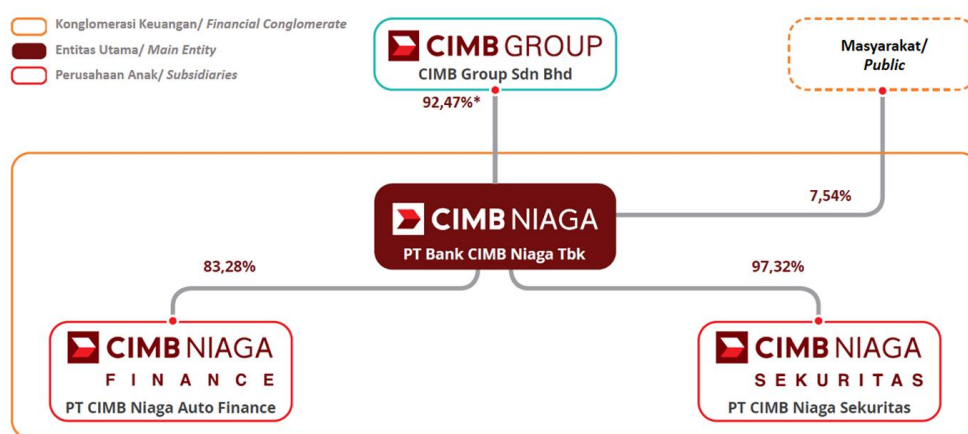 Konglomerasi Keuangan/ Financial Conglomerate
Entitas Utama/ Main Entity
Perusahaan Anak/ Subsidiaries
CIMB GROUP
CIMB Group Sdn Bhd
92,47%*
Masyarakat/
Public
7,54%
CIMB NIAGA
PT Bank CIMB Niaga Tbk
83,28%
97,32%
CIMB NIAGA
FINANCE
PT CIMB Niaga Auto Finance
CIMB NIAGA
SEKURITAS
PT CIMB Niaga Sekuritas